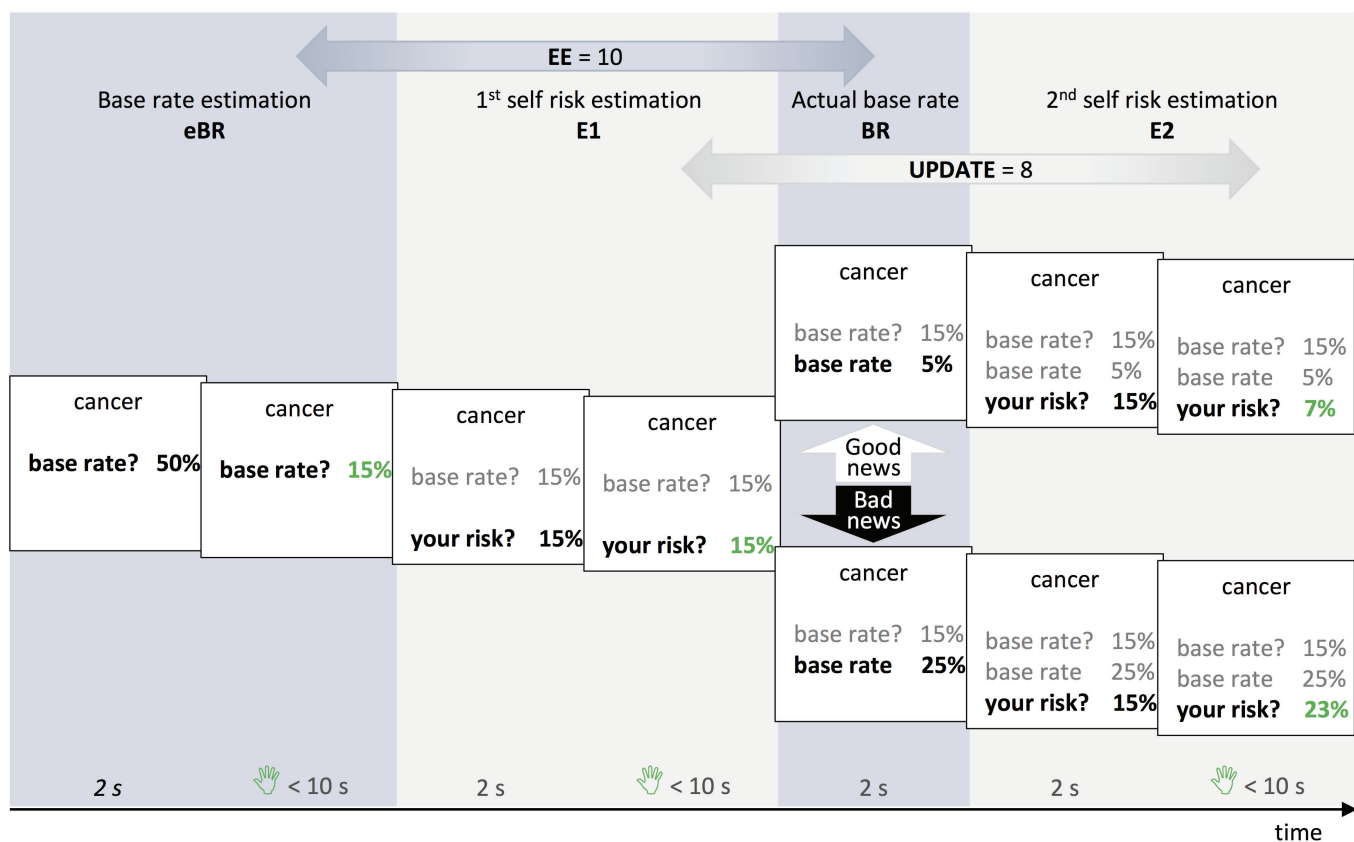 EE = 10
Base rate estimation
eBR
1st self risk estimation
E1
Actual base rate
BR
2nd self risk estimation
E2
UPDATE = 8
cancer
base rate? 50%
cancer
base rate? 15%
cancer
base rate? 15%
your risk? 15%
cancer
base rate? 15%
your risk? 15%
cancer
base rate? 15%
base rate 5%
cancer
base rate? 15%
base rate 5%
your risk? 15%
cancer
base rate? 15%
base rate 5%
your risk? 7%
Good
news
Bad
news
cancer
base rate? 15%
base rate 25%
cancer
base rate? 15%
base rate 25%
your risk? 15%
cancer
base rate? 15%
base rate 25%
your risk? 23%
2 s
< 10 s
2 s
< 10 s
2 s
2 s
< 10 s
time